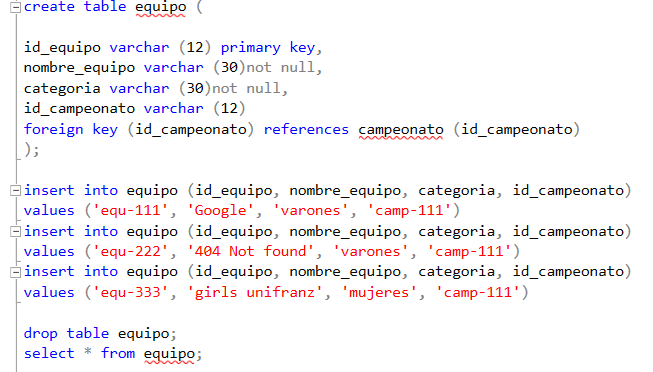 create table equipo (
id_equipo varchar (12) primary key,
nombre_equipo varchar (30)not null,
categoria varchar (30)not null,
id_campeonato varchar (12)
foreign key (id_campeonato) references campeonato (id_campeonato)
);
insert into equipo (id_equipo, nombre_equipo, categoria, id_campeonato)
values ('equ-111', 'Google', 'varones', 'camp-111')
insert into equipo (id_equipo, nombre_equipo, categoria, id_campeonato)
values ('equ-222', '404 Not found', 'varones', 'camp-111')
insert into equipo (id_equipo, nombre_equipo, categoria, id_campeonato)
values ('equ-333', 'girls unifranz', 'mujeres', 'camp-111')
drop table equipo;
select * from equipo;